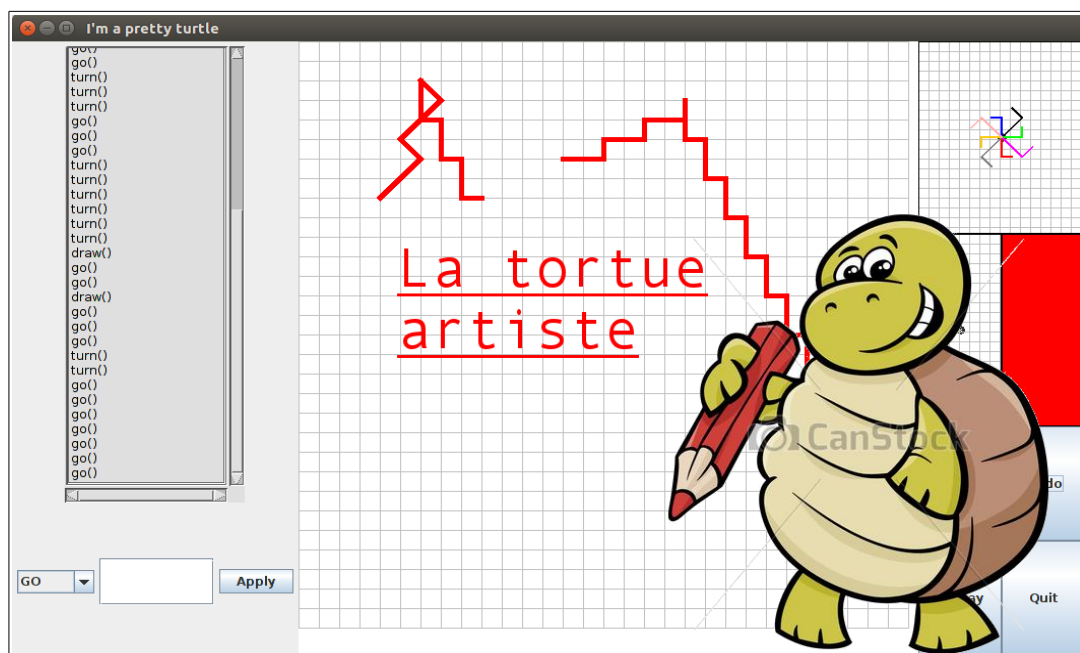 I'm a pretty turtle
go()
go()
turn()
turn()
turn()
go()
go()
go()
turn()
turn()
turn()
turn()
turn()
turn()
draw()
go()
go()
draw()
go()
go()
go()
turn()
turn()
go()
go()
go()
go()
go()
go()
go()
La tortue
artiste
CanStock
do
GO
Apply
ay
Quit